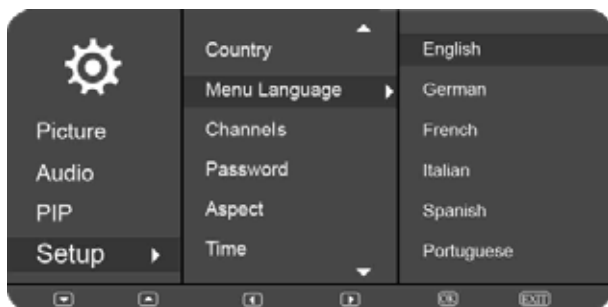 Picture
Audio
PIP
Setup
Country
Menu Language
Channels
Password
Aspect
Time
English
German
French
Italian
Spanish
Portuguese
OK
EXIT